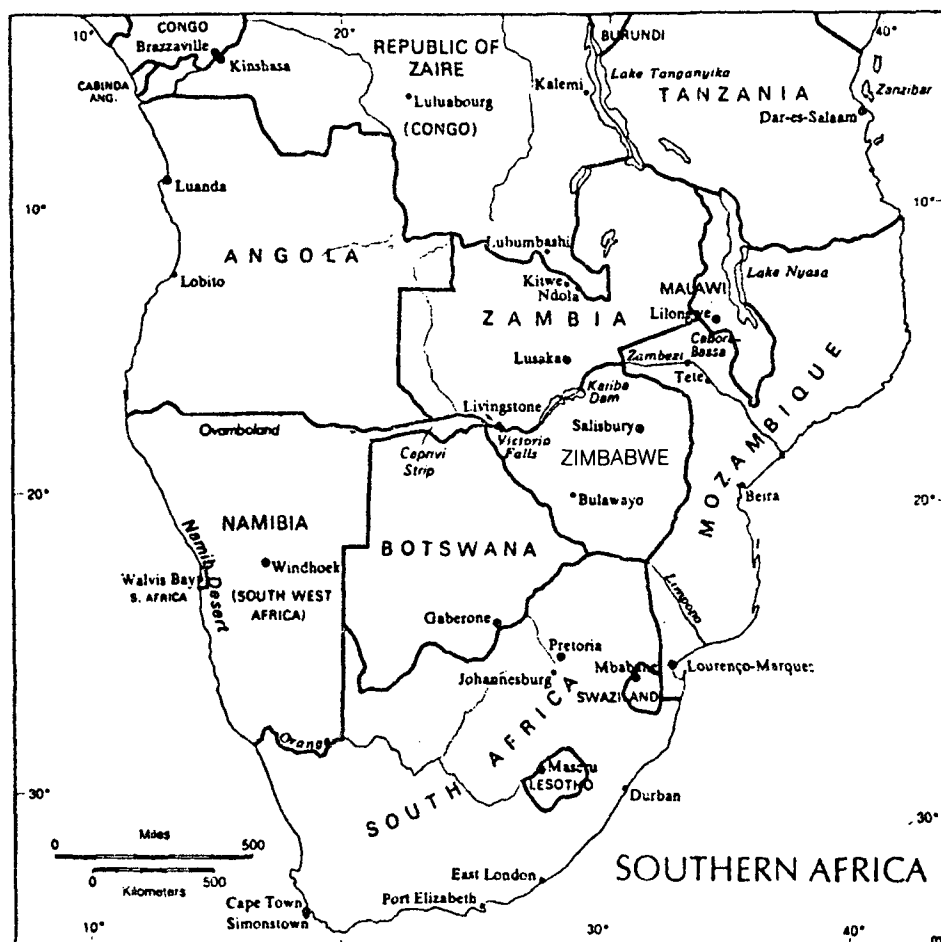 10°
CONGO
Brazzaville
Kinshasa
CABINDA
ANG.
20°
REPUBLIC OF
ZAIRE
Luluabourg
(CONGO)
BURUNDI
Kalemi
Lake Tanganyika
TANZANIA
40°
Zanzibar
Dar-es-Salaam
Luanda
10°
10°
ANGOLA
Lobito
Lubumbashi
Kitwe
Ndola
ZAMBIA
Lusaka
MALAWI
Lilongwe
Lake Nyasa
Cabora-
Bassa
Zambezi
Tete
Kariba
Dam
Livingstone
Victoria
Falls
Ovamboland
Caprivi
Strip
Salisbury
ZIMBABWE
Bulawayo
MOZAMBIQUE
Beira
20°
20°
NAMIBIA
Windhoek
(SOUTH WEST
AFRICA)
Namib Desert
Walvis Bay
S. AFRICA
BOTSWANA
Gaberone
Limpopo
Pretoria
Johannesburg
Mbabane
SWAZILAND
Lourenço-Marques
Orange
SOUTH AFRICA
Maseru
LESOTHO
Durban
30°
30°
0 Miles 500
0 500
Kilometers
East London
Port Elizabeth
Cape Town
Simonstown
SOUTHERN AFRICA
10°
30°
40°